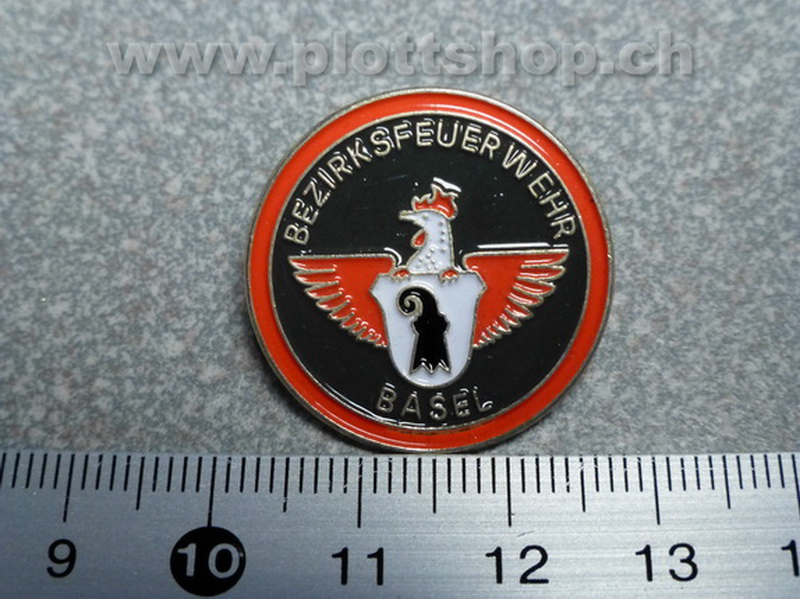 www.plottshop.ch
BEZIRKSFEUERWEHR
BASEL
9 10 11 12 13